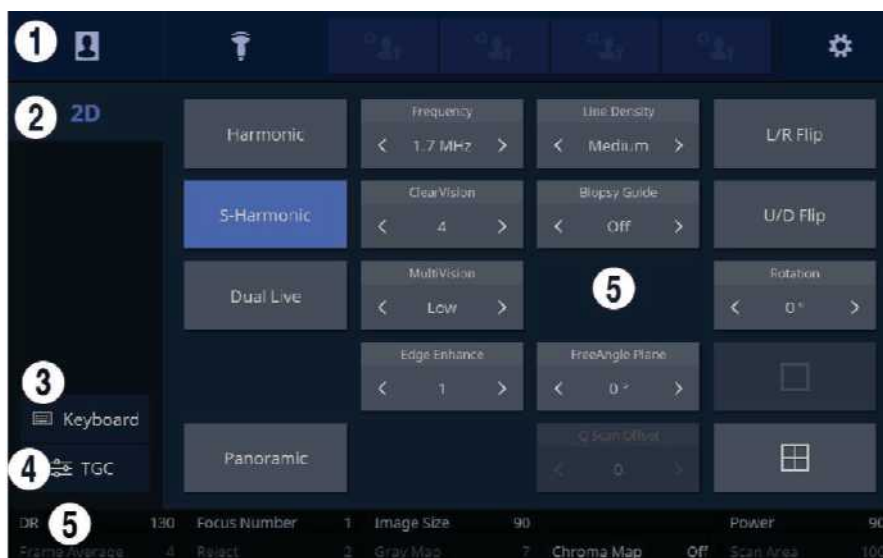 1
2 2D
Harmonic
Frequency
< 1.7 MHz >
Line Density
< Medium >
L/R Flip
S-Harmonic
ClearVision
< 4 >
Biopsy Guide
< Off >
U/D Flip
Dual Live
MultiVision
< Low >
5
Rotation
< 0° >
3
Keyboard
Edge Enhance
< 1 >
FreeAngle Plane
< 0° >
4 TGC
Panoramic
Q Scan Offset
< 0 >
DR 5 130 Focus Number 1 Image Size 90 Power 90
Frame Average 4 Reject 2 Gray Map 7 Chroma Map Off Scan Area